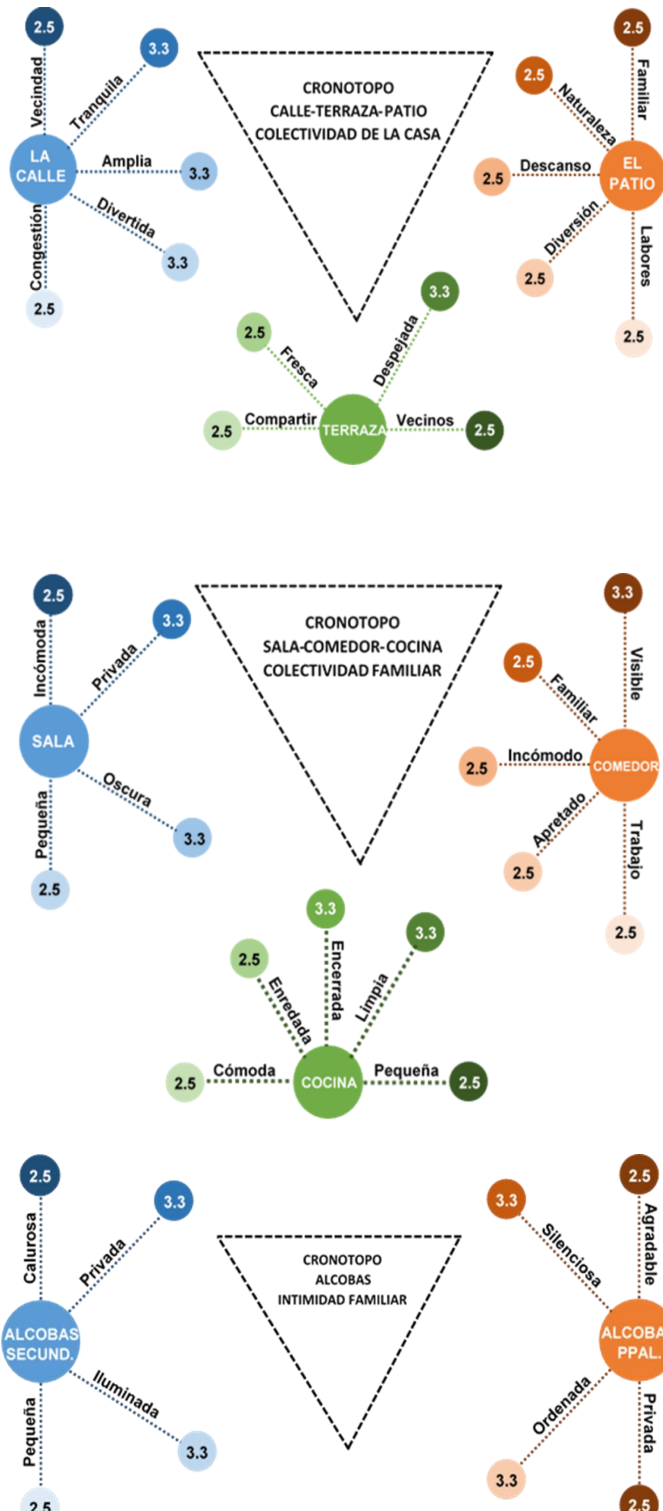 2.5
3.3
Vecindad
Tranquila
LA
CALLE
Amplia
3.3
Divertida
3.3
Congestión
2.5
CRONOTOPO
CALLE-TERRAZA-PATIO
COLECTIVIDAD DE LA CASA
2.5
Familiar
2.5
Naturaleza
EL
PATIO
Descanso
2.5
Diversión
2.5
Labores
2.5
3.3
Despejada
2.5
Fresca
Compartir
2.5
TERRAZA
Vecinos
2.5
2.5
Incómoda
3.3
Privada
SALA
Oscura
3.3
Pequeña
2.5
CRONOTOPO
SALA-COMEDOR-COCINA
COLECTIVIDAD FAMILIAR
3.3
Visible
2.5
Familiar
Incómodo
2.5
COMEDOR
Apretado
2.5
Trabajo
2.5
3.3
Encerrada
3.3
Limpia
2.5
Enredada
Cómoda
2.5
COCINA
Pequeña
2.5
2.5
Calurosa
3.3
Privada
ALCOBAS
SECUND.
Iluminada
3.3
Pequeña
2.5
CRONOTOPO
ALCOBAS
INTIMIDAD FAMILIAR
2.5
Agradable
3.3
Silenciosa
ALCOBA
PPAL.
Ordenada
3.3
Privada
2.5